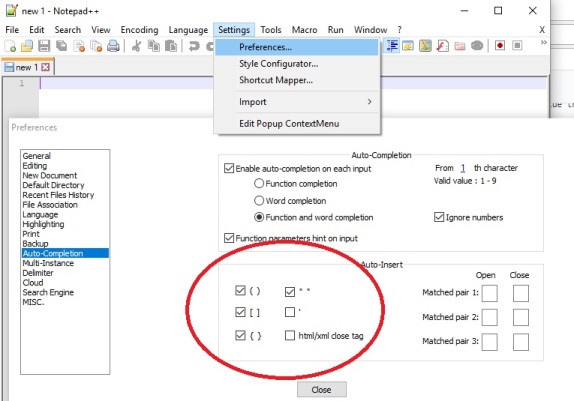 new 1 - Notepad++
File Edit Search View Encoding Language Settings Tools Macro Run Window ? X
new 1
1
Preferences...
Style Configurator...
Shortcut Mapper...
Import
Edit Popup ContextMenu
Preferences
General
Editing
New Document
Default Directory
Recent Files History
File Association
Language
Highlighting
Print
Backup
Auto-Completion
Multi-Instance
Delimiter
Cloud
Search Engine
MISC.
Auto-Completion
Enable auto-completion on each input
From 1 th character
Valid value : 1 - 9
Function completion
Word completion
Function and word completion
Ignore numbers
Function parameters hint on input
Auto-Insert
Open Close
( ) " "
Matched pair 1:
[ ] '
Matched pair 2:
{ } html/xml close tag
Matched pair 3:
Close